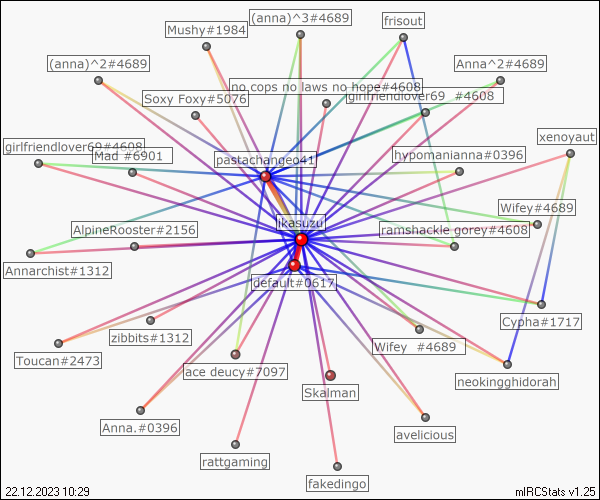 (anna)^3#4689
frisout
Mushy#1984
(anna)^2#4689
Anna^2#4689
no cops no laws no hope#4608
girlfriendlover69 #4608
Soxy Foxy#5076
xenoyaut
girlfriendlover69#4608
Mad #6901
pastachangeo41
hypomanianna#0396
Wifey#4689
ikasuzu
AlpineRooster#2156
ramshackle gorey#4608
Annarchist#1312
default#0617
zibbits#1312
Cypha#1717
Wifey #4689
Toucan#2473
ace deucy#7097
neokingghidorah
Skalman
Anna.#0396
avelicious
rattgaming
fakedingo
22.12.2023 10:29
mIRCStats v1.25